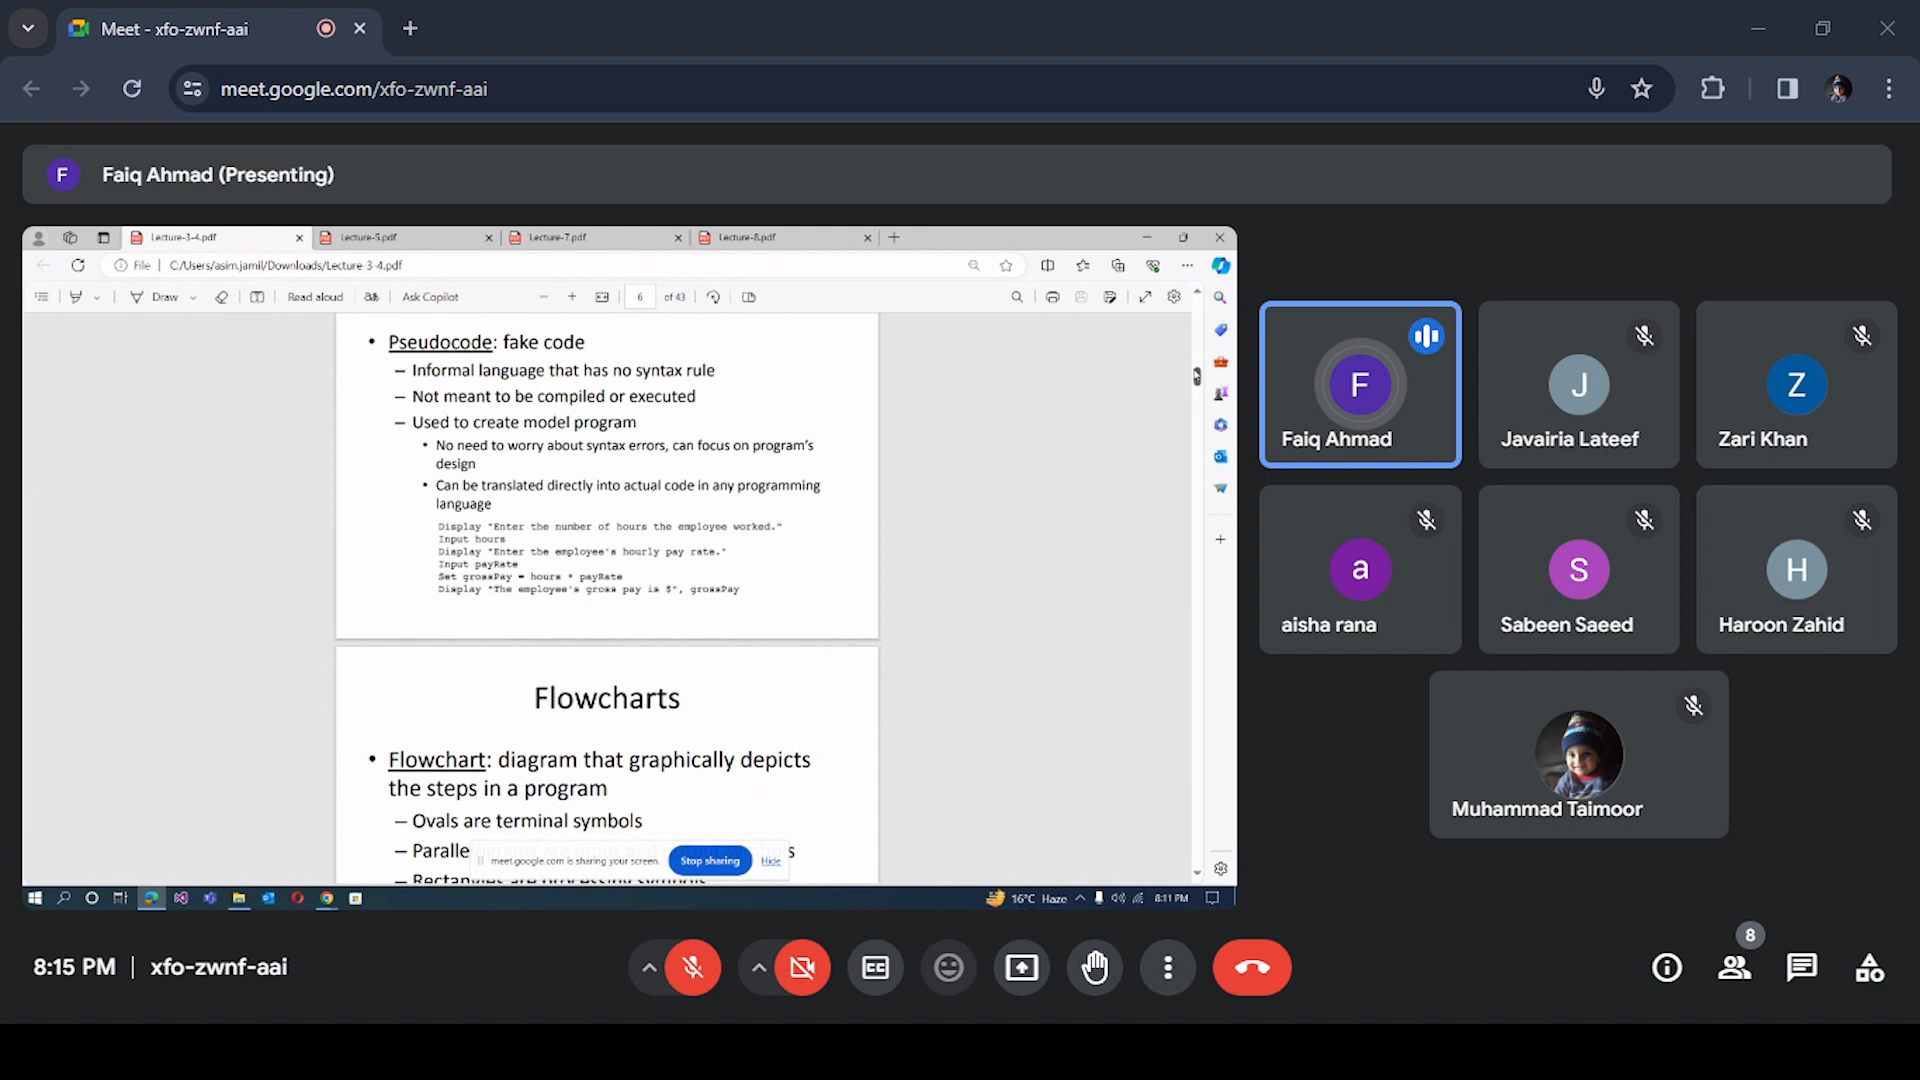 Meet - xfo-zwnf-aai
meet.google.com/xfo-zwnf-aai
F
Faiq Ahmad (Presenting)
Lecture-3-4.pdf
Lecture-5.pdf
Lecture-7.pdf
Lecture-8.pdf
File
C:/Users/asim.jamil/Downloads/Lecture-3-4.pdf
Draw
Read aloud
Ask Copilot
6 of 43
• Pseudocode: fake code
– Informal language that has no syntax rule
– Not meant to be compiled or executed
– Used to create model program
• No need to worry about syntax errors, can focus on program's
design
• Can be translated directly into actual code in any programming
language
Display "Enter the number of hours the employee worked."
Input hours
Display "Enter the employee's hourly pay rate."
Input payRate
Set grossPay = hours * payRate
Display "The employee's gross pay is $", grossPay
Flowcharts
• Flowchart: diagram that graphically depicts
the steps in a program
– Ovals are terminal symbols
– Paralle
meet.google.com is sharing your screen.
Stop sharing
Hide
– Rectangles are processing symbols
16°C Haze
8:11 PM
F
Faiq Ahmad
J
Javairia Lateef
Z
Zari Khan
a
aisha rana
S
Sabeen Saeed
H
Haroon Zahid
Muhammad Taimoor
8:15 PM
xfo-zwnf-aai
CC
8